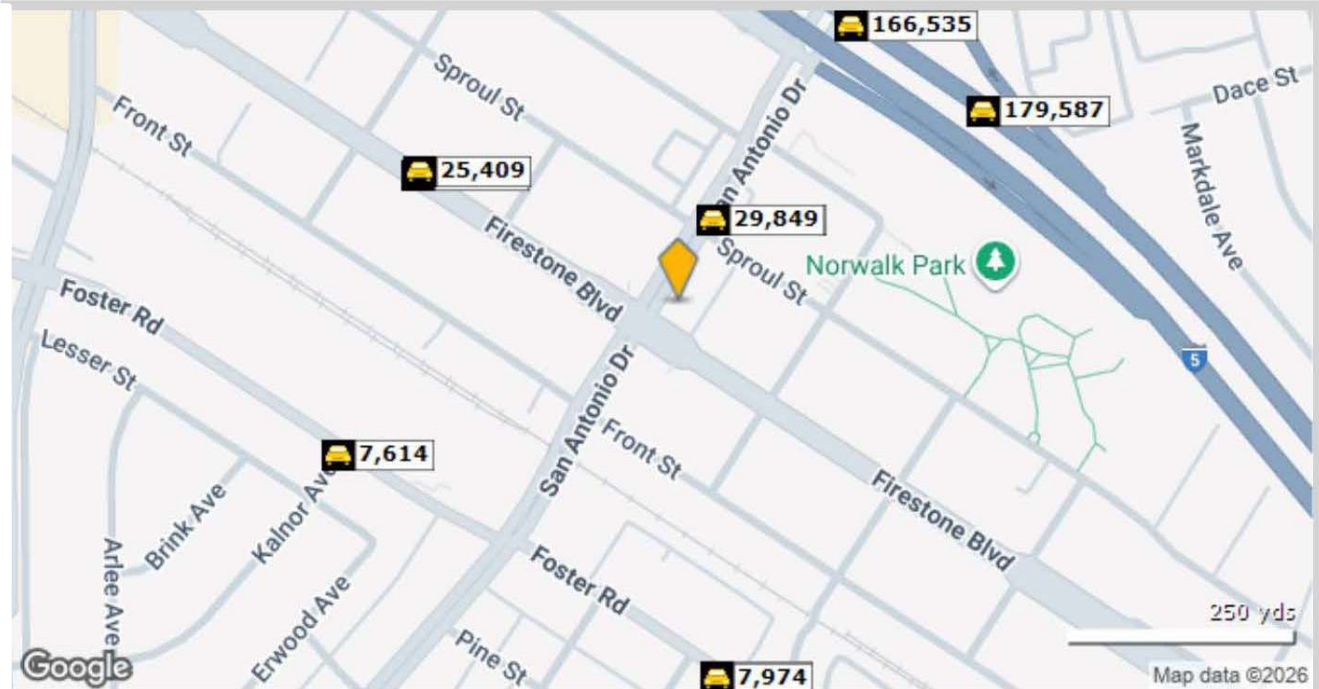 166,535
Sproul St
Dace St
179,587
Front St
San Antonio Dr
Markdale Ave
25,409
29,849
Firestone Blvd
Sproul St
Norwalk Park
Foster Rd
Lesser St
San Antonio Dr
5
Front St
7,614
Firestone Blvd
Brink Ave
Kalnor Ave
Arlee Ave
Erwood Ave
Foster Rd
250 yds
Pine St
Google
7,974
Map data ©2026